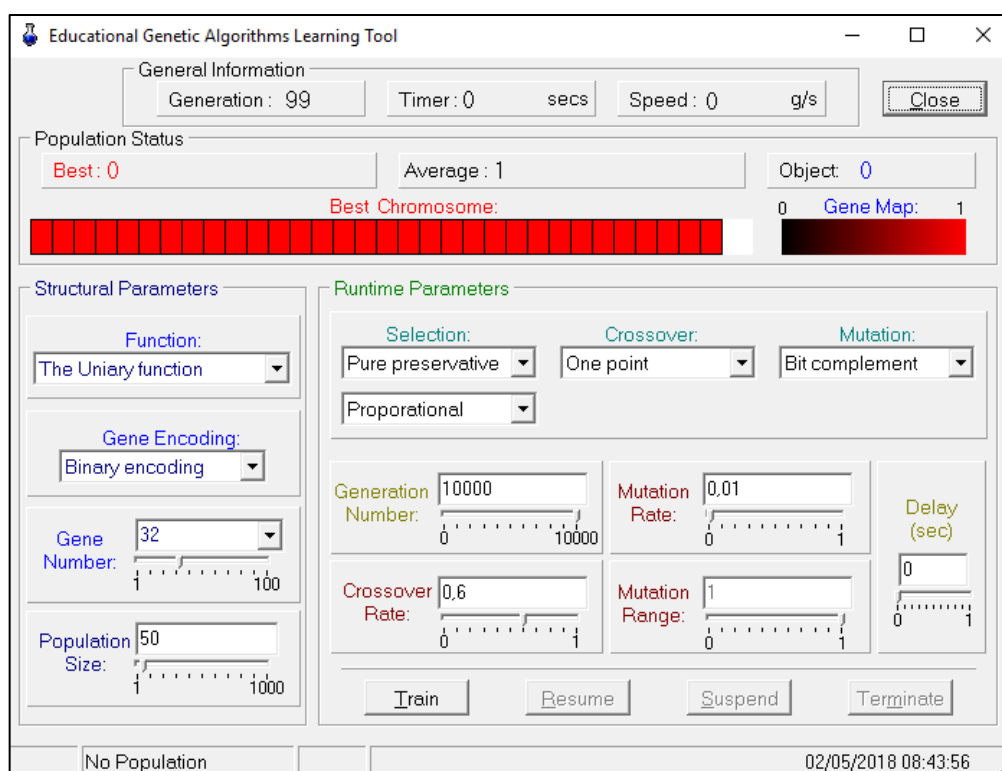 Educational Genetic Algorithms Learning Tool
General Information
Generation : 99 Timer : 0 secs Speed : 0 g/s Close
Population Status
Best : 0 Average : 1 Object: 0
Best Chromosome: 0 Gene Map: 1
Structural Parameters
Function:
The Uniary function
Gene Encoding:
Binary encoding
Gene Number: 32
1 100
Population Size: 50
1 1000
Runtime Parameters
Selection: Crossover: Mutation:
Pure preservative One point Bit complement
Proporational
Generation Number: 10000
0 10000
Mutation Rate: 0,01
0 1
Crossover Rate: 0,6
0 1
Mutation Range: 1
0 1
Delay (sec)
0
0 1
Train Resume Suspend Terminate
No Population 02/05/2018 08:43:56